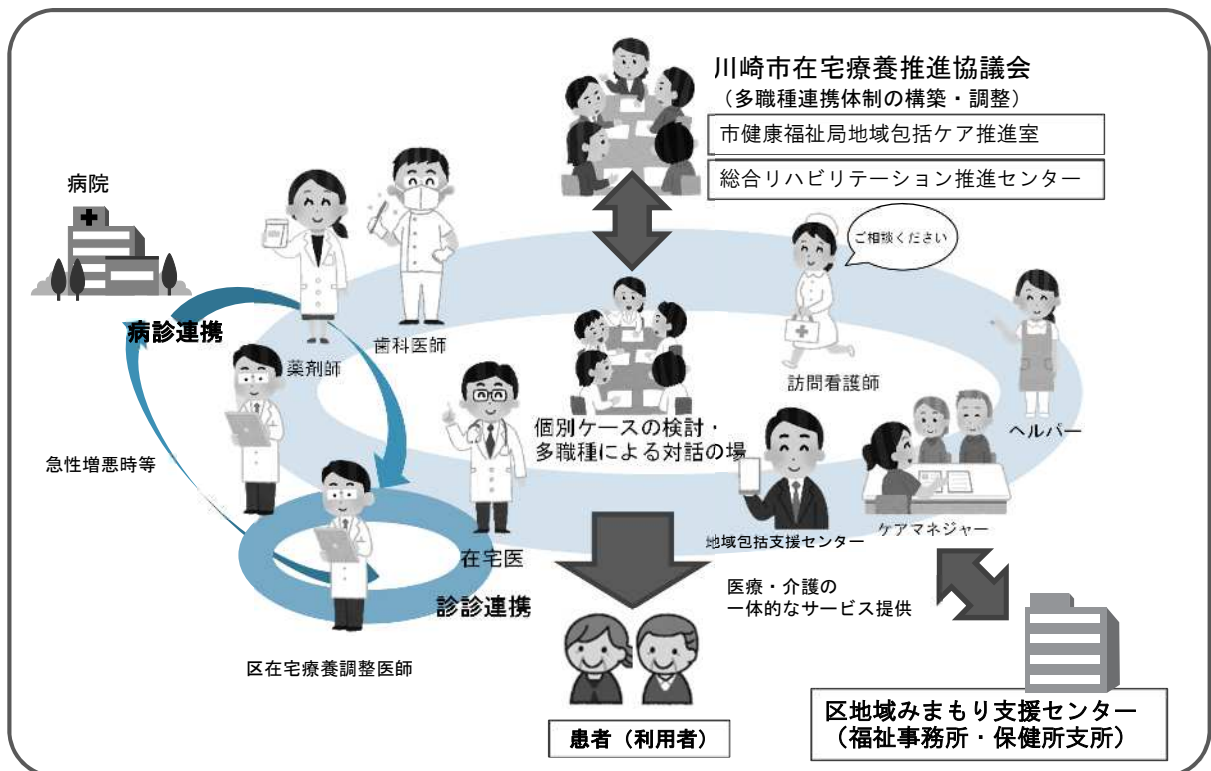 川崎市在宅療養推進協議会
（多職種連携体制の構築・調整）
市健康福祉局地域包括ケア推進室
総合リハビリテーション推進センター
病院
ご相談ください
病診連携
薬剤師
歯科医師
訪問看護師
ヘルパー
個別ケースの検討・
多職種による対話の場
急性増悪時等
在宅医
地域包括支援センター
ケアマネジャー
診診連携
医療・介護の
一体的なサービス提供
区在宅療養調整医師
患者（利用者）
区地域みまもり支援センター
（福祉事務所・保健所支所）